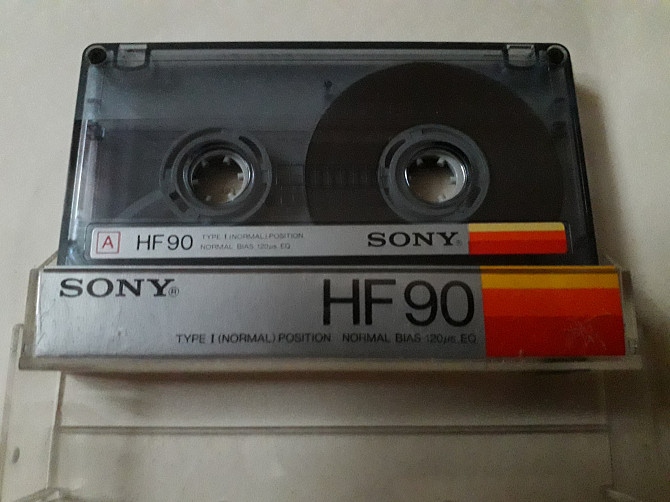 A HF 90 TYPE I (NORMAL) POSITION SONY®
NORMAL BIAS 120µs EQ
SONY® HF 90
TYPE I (NORMAL) POSITION NORMAL BIAS 120µs EQ